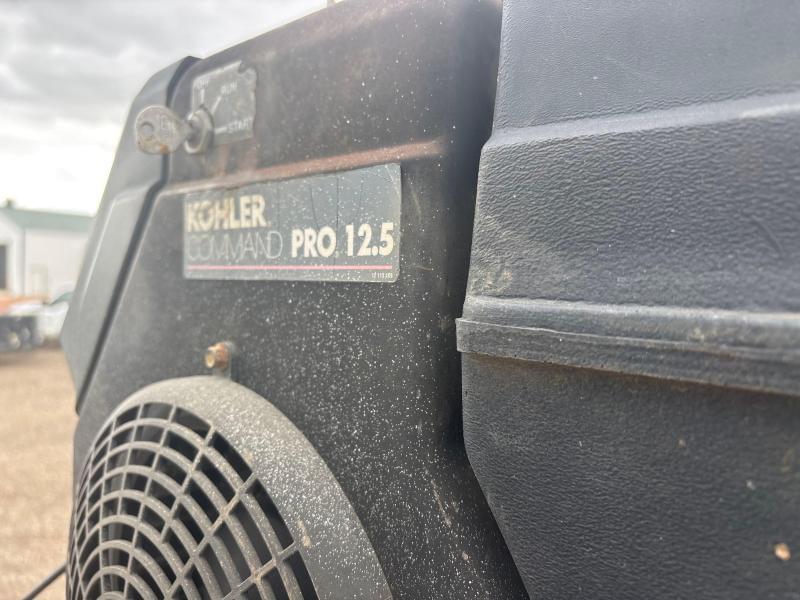 RUN
START
KOHLER
COMMAND PRO 12.5